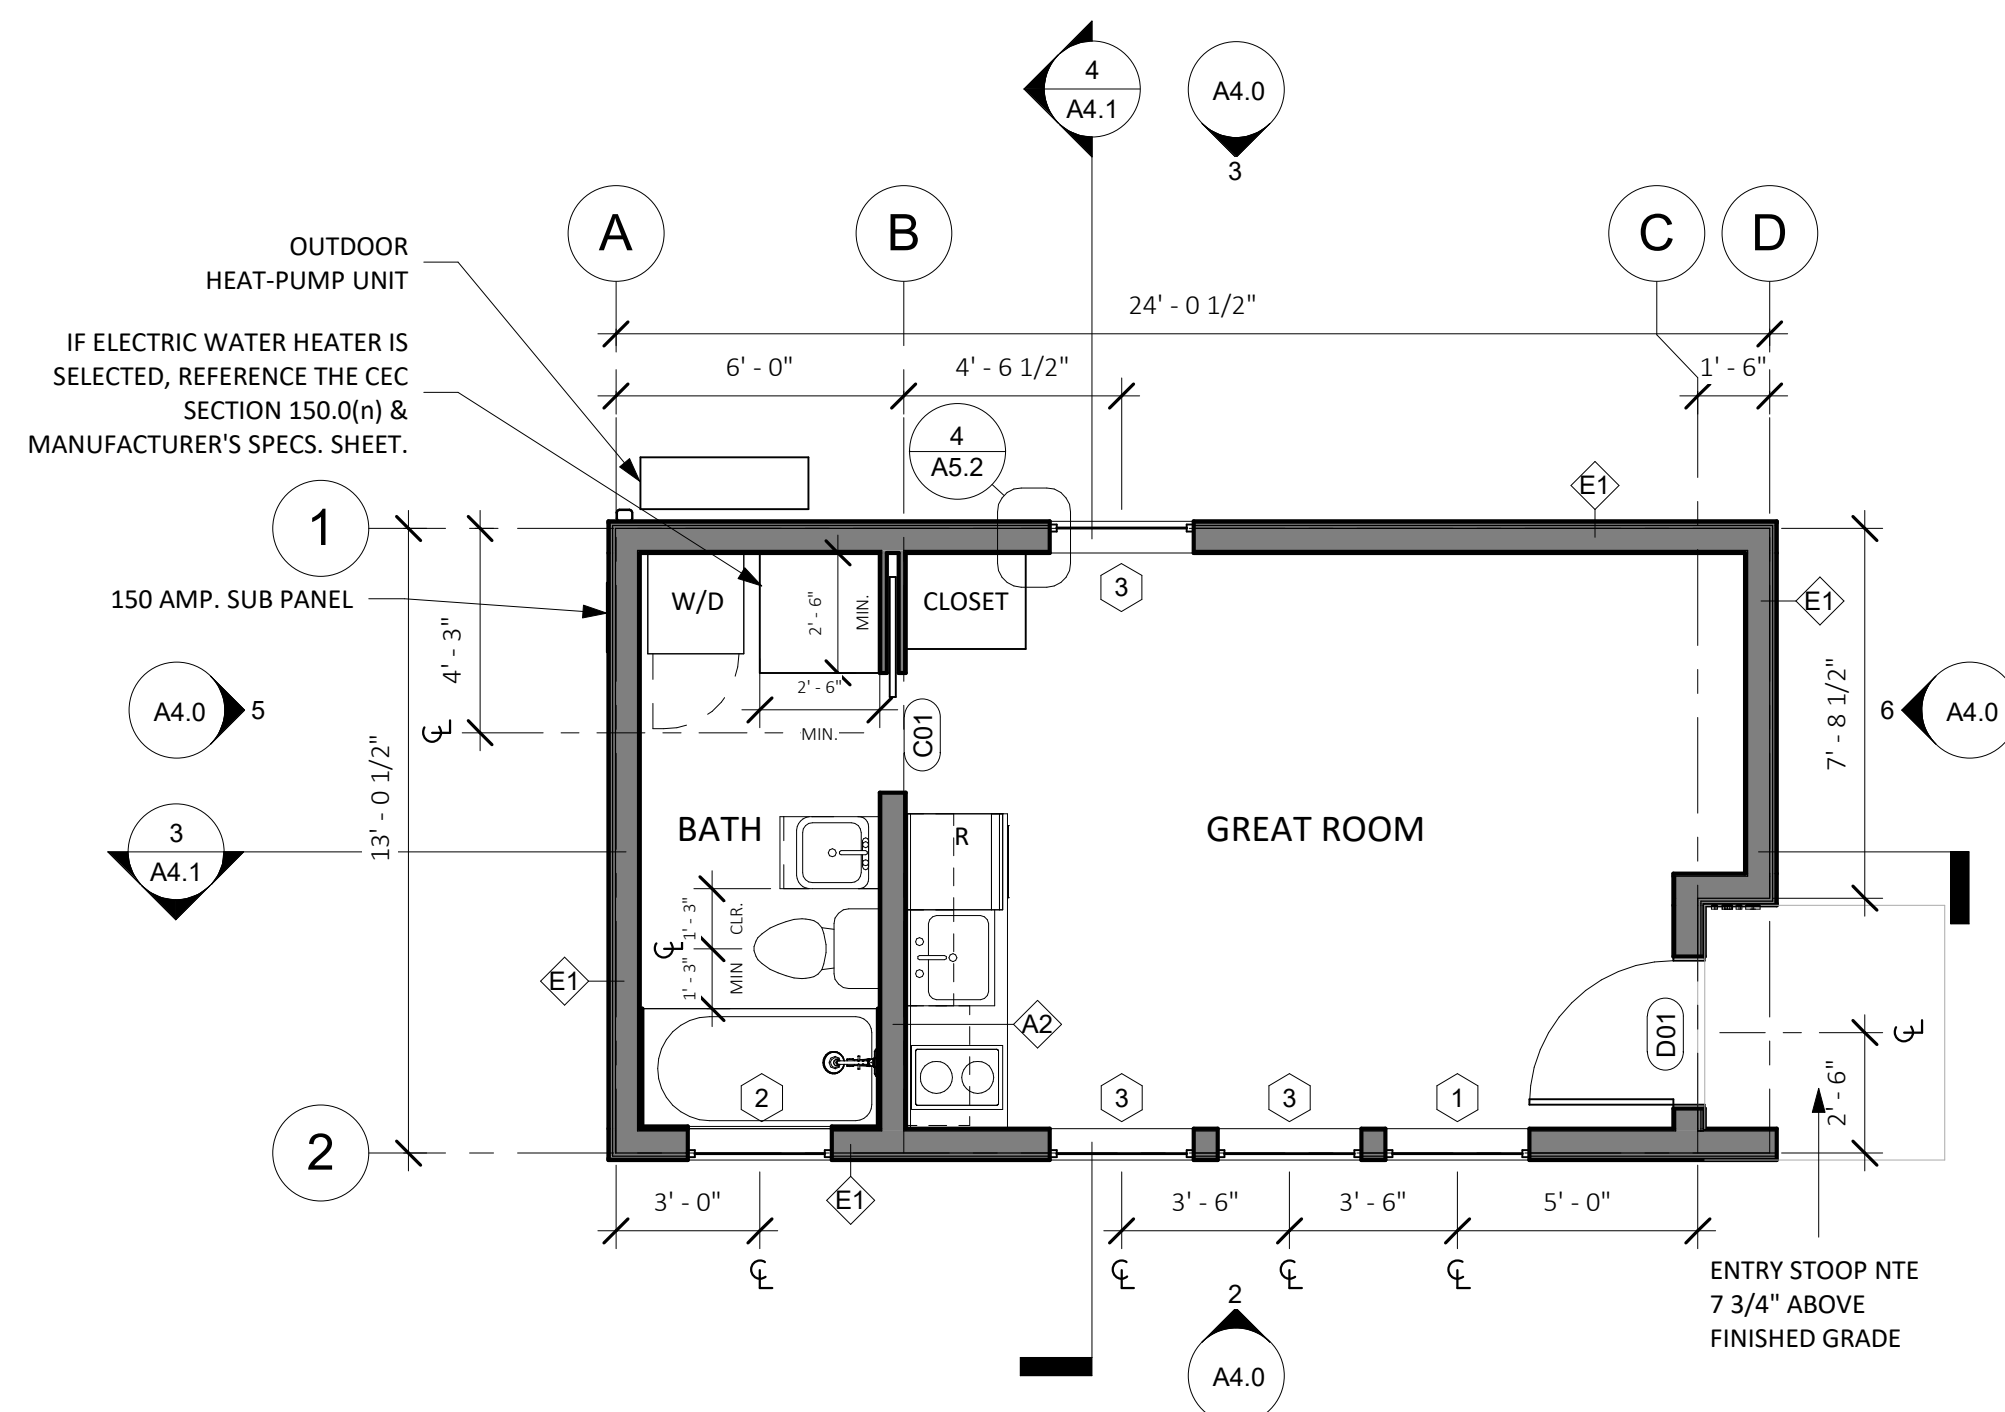 4
A4.1
A4.0
3
A
B
C
D
OUTDOOR
HEAT-PUMP UNIT
24' - 0 1/2"
IF ELECTRIC WATER HEATER IS
SELECTED, REFERENCE THE CEC
SECTION 150.0(n) &
MANUFACTURER'S SPECS. SHEET.
6' - 0"
4' - 6 1/2"
1' - 6"
4
A5.2
E1
1
150 AMP. SUB PANEL
W/D
2' - 6"
MIN.
CLOSET
3
E1
4' - 3"
2' - 6"
MIN.
C01
A4.0
5
7' - 8 1/2"
6
A4.0
13' - 0 1/2"
3
A4.1
BATH
R
GREAT ROOM
1' - 3"
CLR.
1' - 3"
MIN
E1
A2
D01
2
3
3
1
2' - 6"
2
3' - 0"
E1
3' - 6"
3' - 6"
5' - 0"
℄
℄
℄
℄
℄
℄
℄
ENTRY STOOP NTE
7 3/4" ABOVE
FINISHED GRADE
2
A4.0